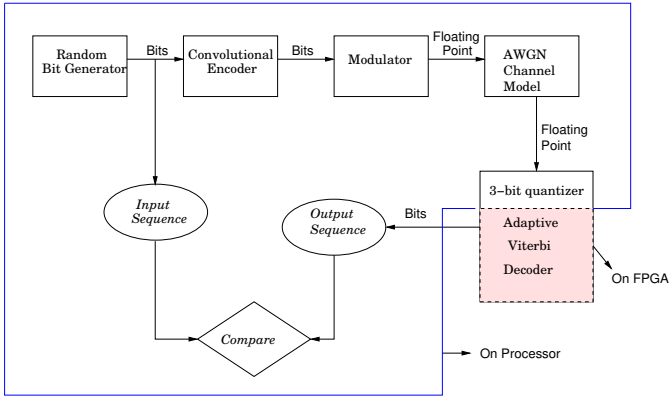 Random
Bit Generator
Bits
Convolutional
Encoder
Bits
Modulator
Floating
Point
AWGN
Channel
Model
Floating
Point
3−bit quantizer
Adaptive
Viterbi
Decoder
On FPGA
Bits
Input
Sequence
Output
Sequence
Compare
On Processor